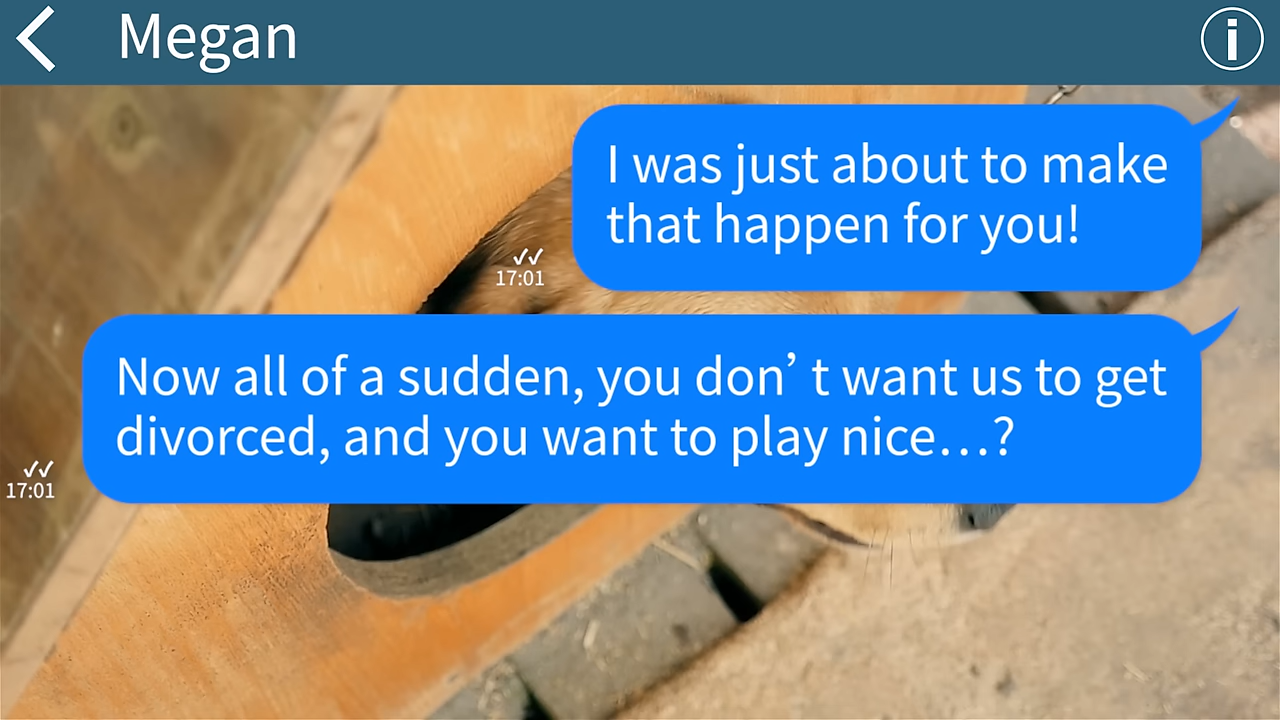 Megan
I was just about to make
that happen for you!
17:01
Now all of a sudden, you don’ t want us to get
divorced, and you want to play nice…?
17:01